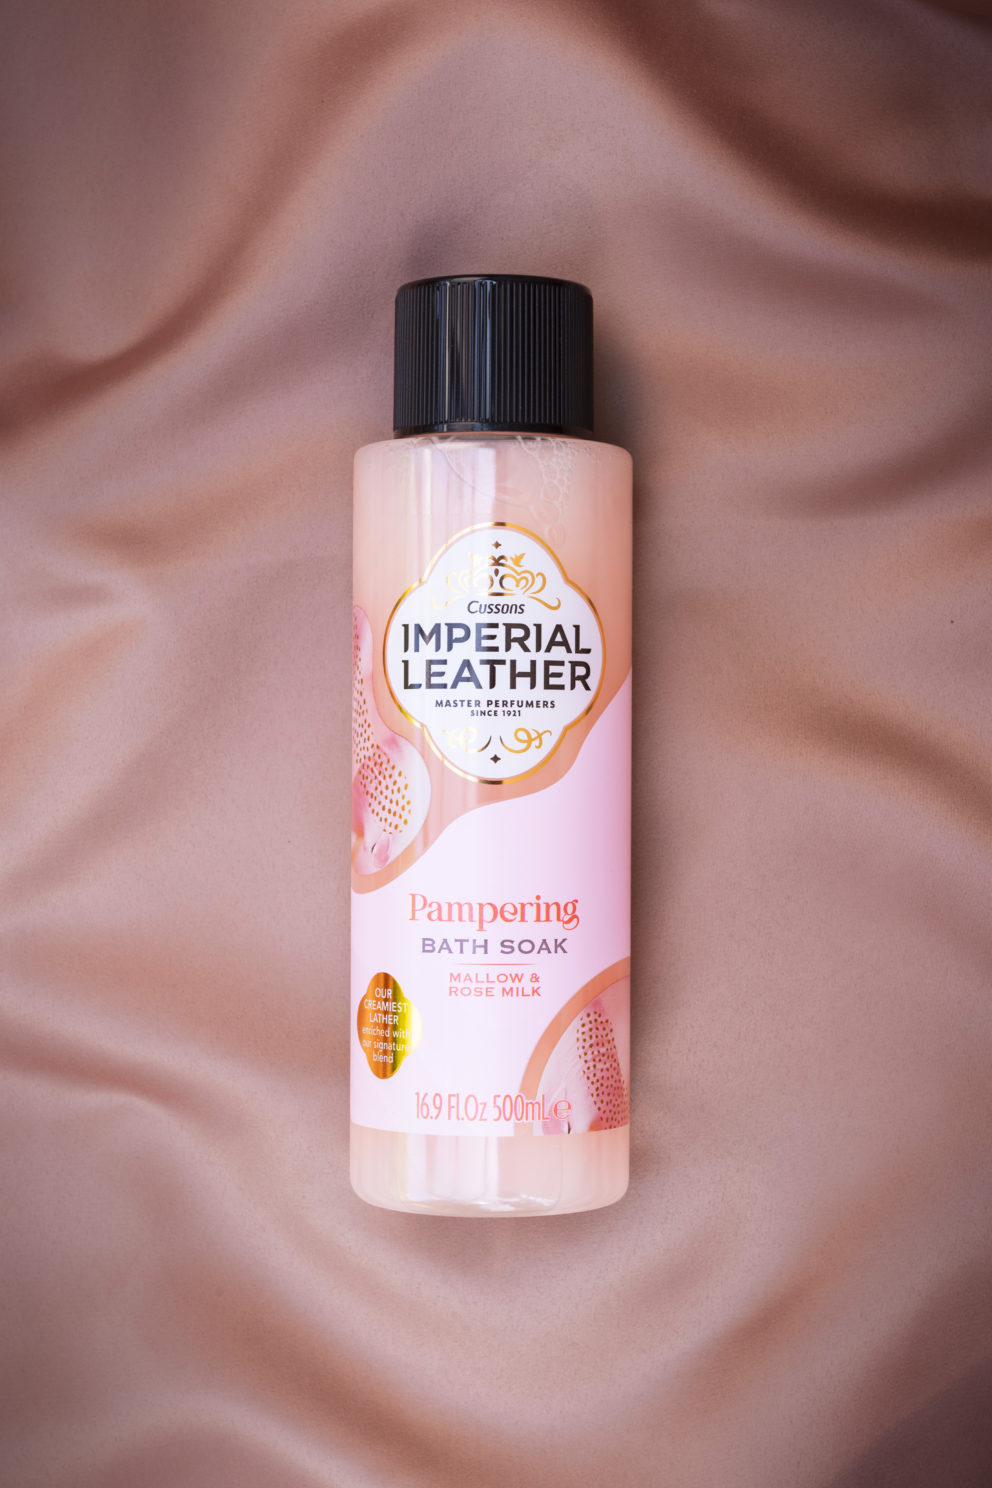 Cussons
IMPERIAL
LEATHER
MASTER PERFUMERS
SINCE 1921
Pampering
BATH SOAK
MALLOW &
ROSE MILK
OUR
CREAMIEST
LATHER
enriched with
our signature
blend
16.9 Fl.Oz 500mL ℮